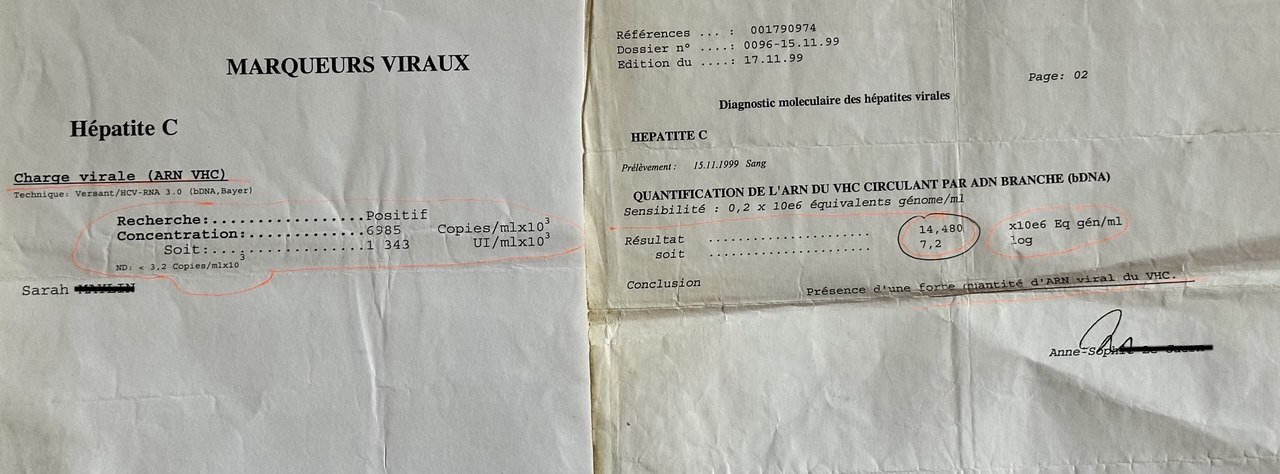 MARQUEURS VIRAUX
Hépatite C
Charge virale (ARN VHC)
Technique: Versant/HCV-RNA 3.0 (bDNA,Bayer)
Recherche:.................Positif
Concentration:.............6985 Copies/mlx10³
Soit:................1 343 UI/mlx10³
ND: < 3,2 Copies/mlx10³
Sarah
Références ... : 001790974
Dossier n° ....: 0096-15.11.99
Edition du ....: 17.11.99
Page: 02
Diagnostic moleculaire des hépatites virales
HEPATITE C
Prélèvement : 15.11.1999 Sang
QUANTIFICATION DE L'ARN DU VHC CIRCULANT PAR ADN BRANCHE (bDNA)
Sensibilité : 0,2 x 10e6 équivalents génome/ml
Résultat ...................... 14,480 x10e6 Eq gén/ml
soit ...................... 7,2 log
Conclusion Présence d'une forte quantité d'ARN viral du VHC.
Anne-Sophie